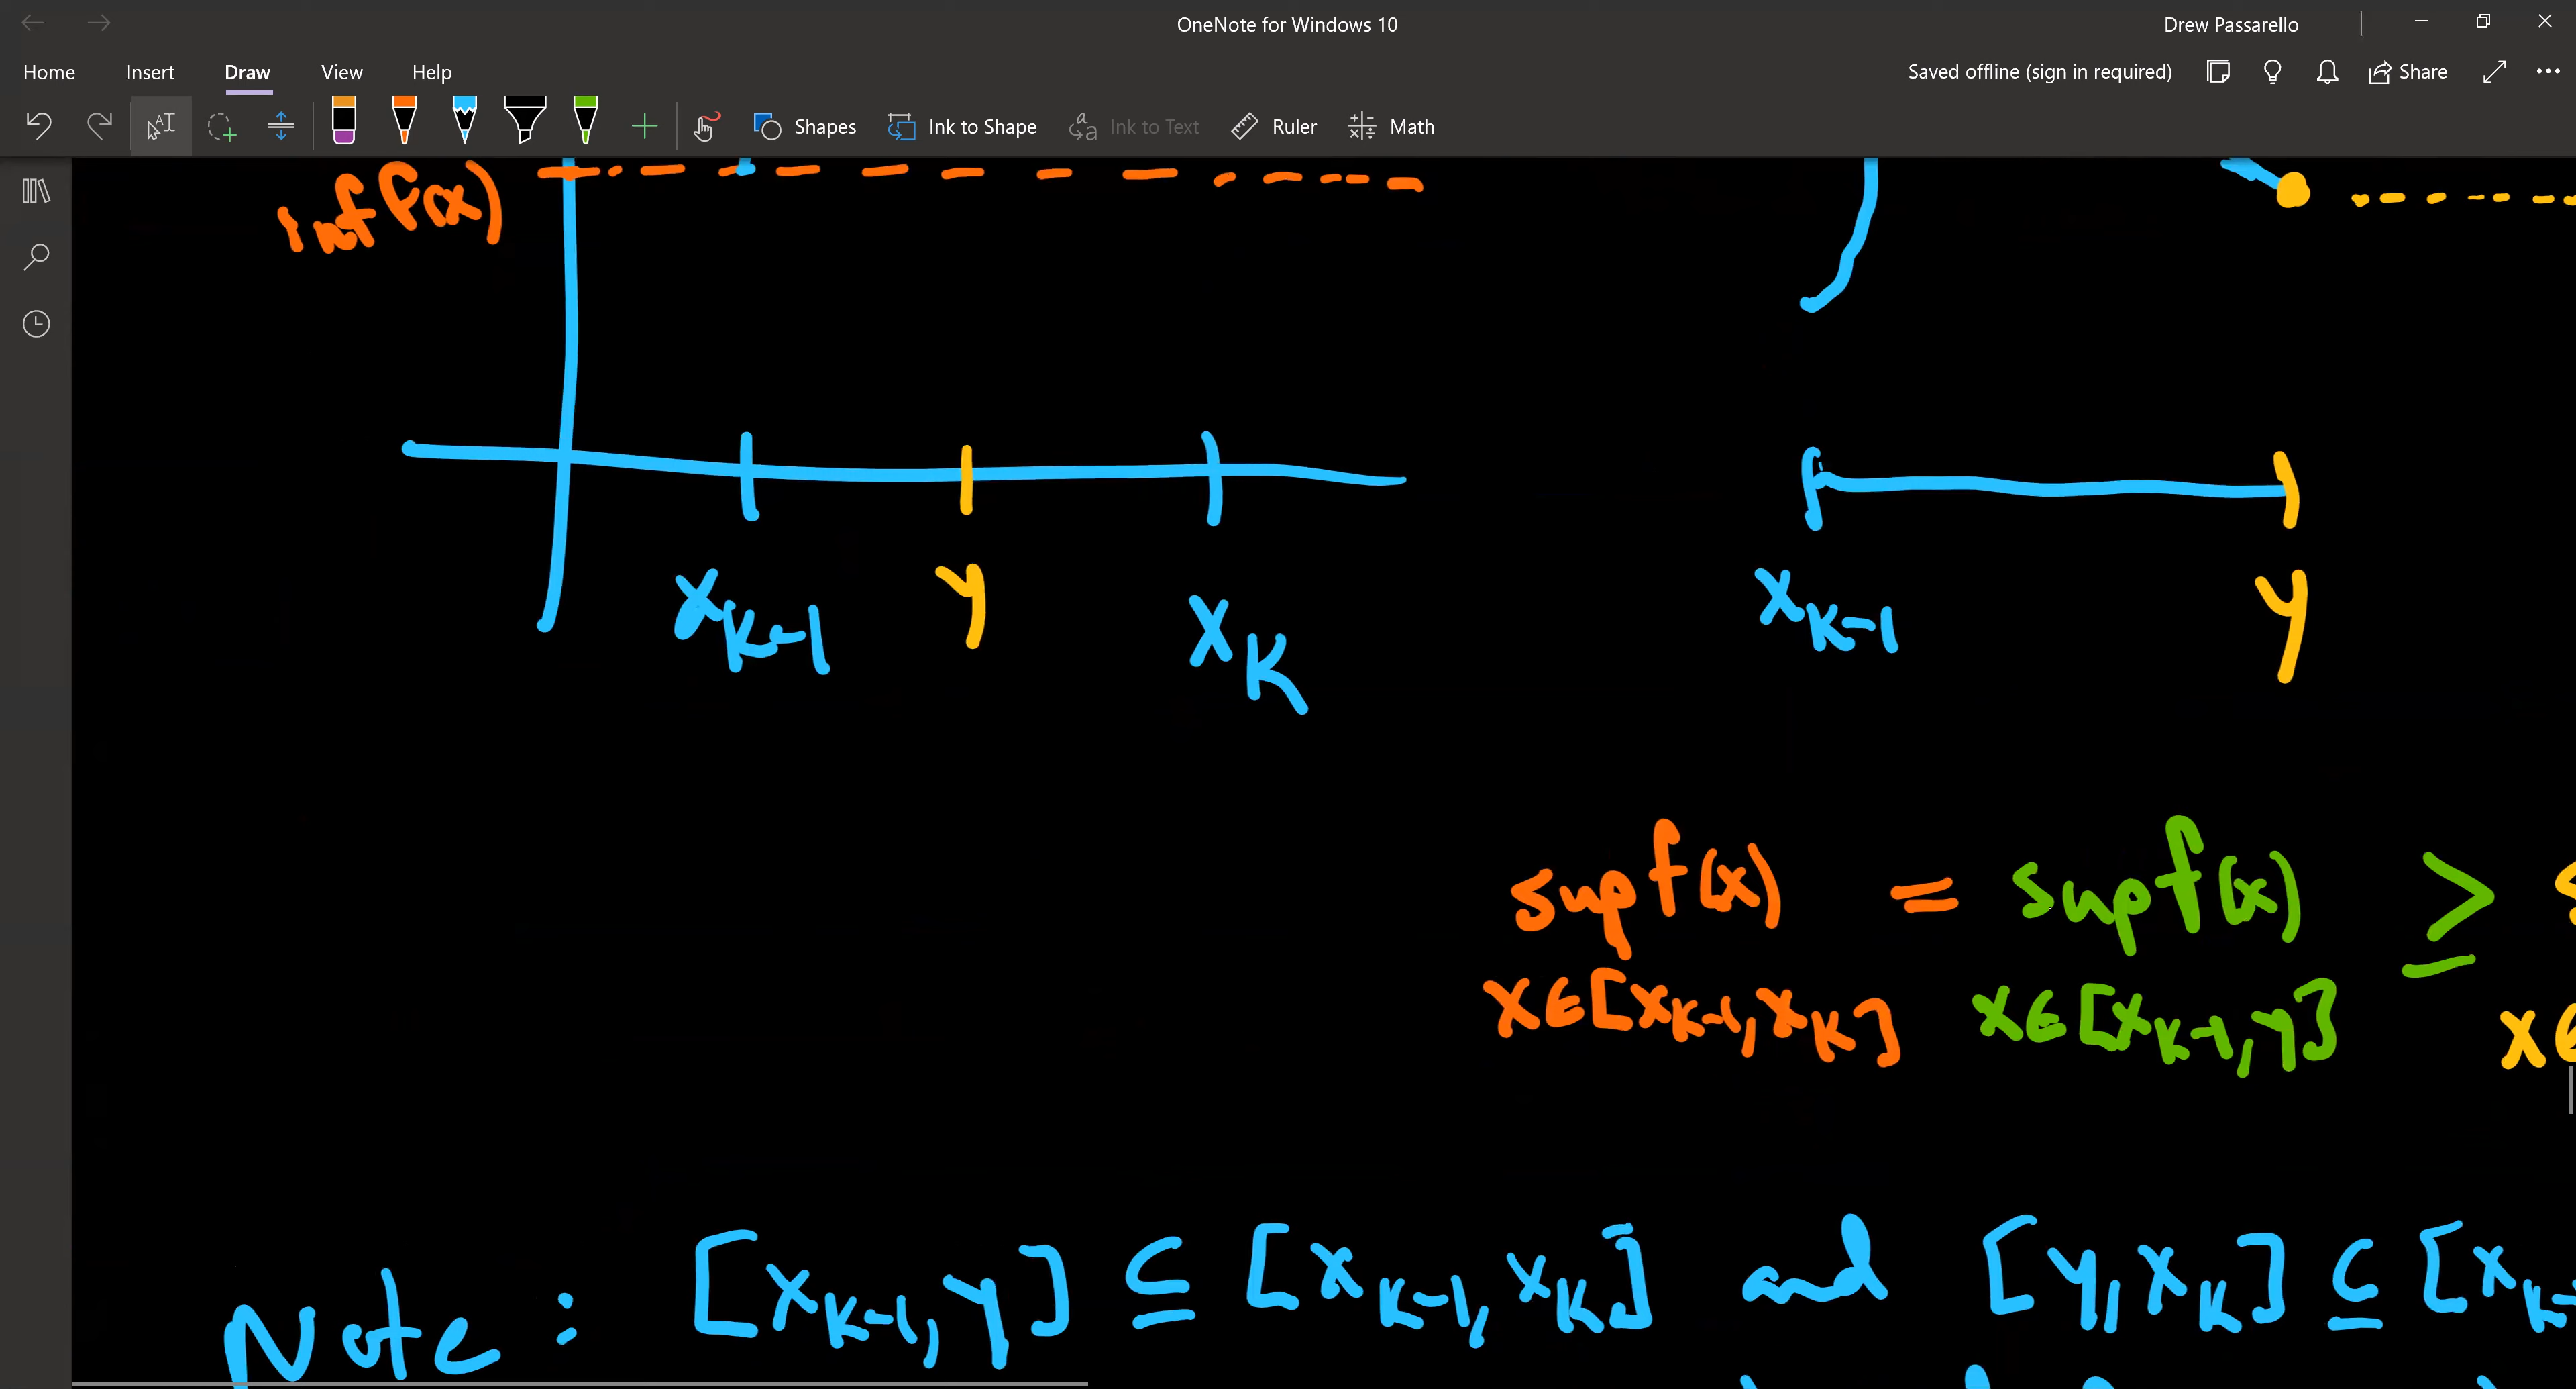 OneNote for Windows 10
Drew Passarello
Home Insert Draw View Help
Saved offline (sign in required) Share
Shapes Ink to Shape Ink to Text Ruler Math
inf f(x)
x_{k-1} y x_k
x_{k-1} y
sup f(x) = sup f(x) ≥
x∈[x_{k-1}, x_k] x∈[x_{k-1}, y] x∈
Note : [x_{k-1}, y] ⊆ [x_{k-1}, x_k] and [y, x_k] ⊆ [x_{k-